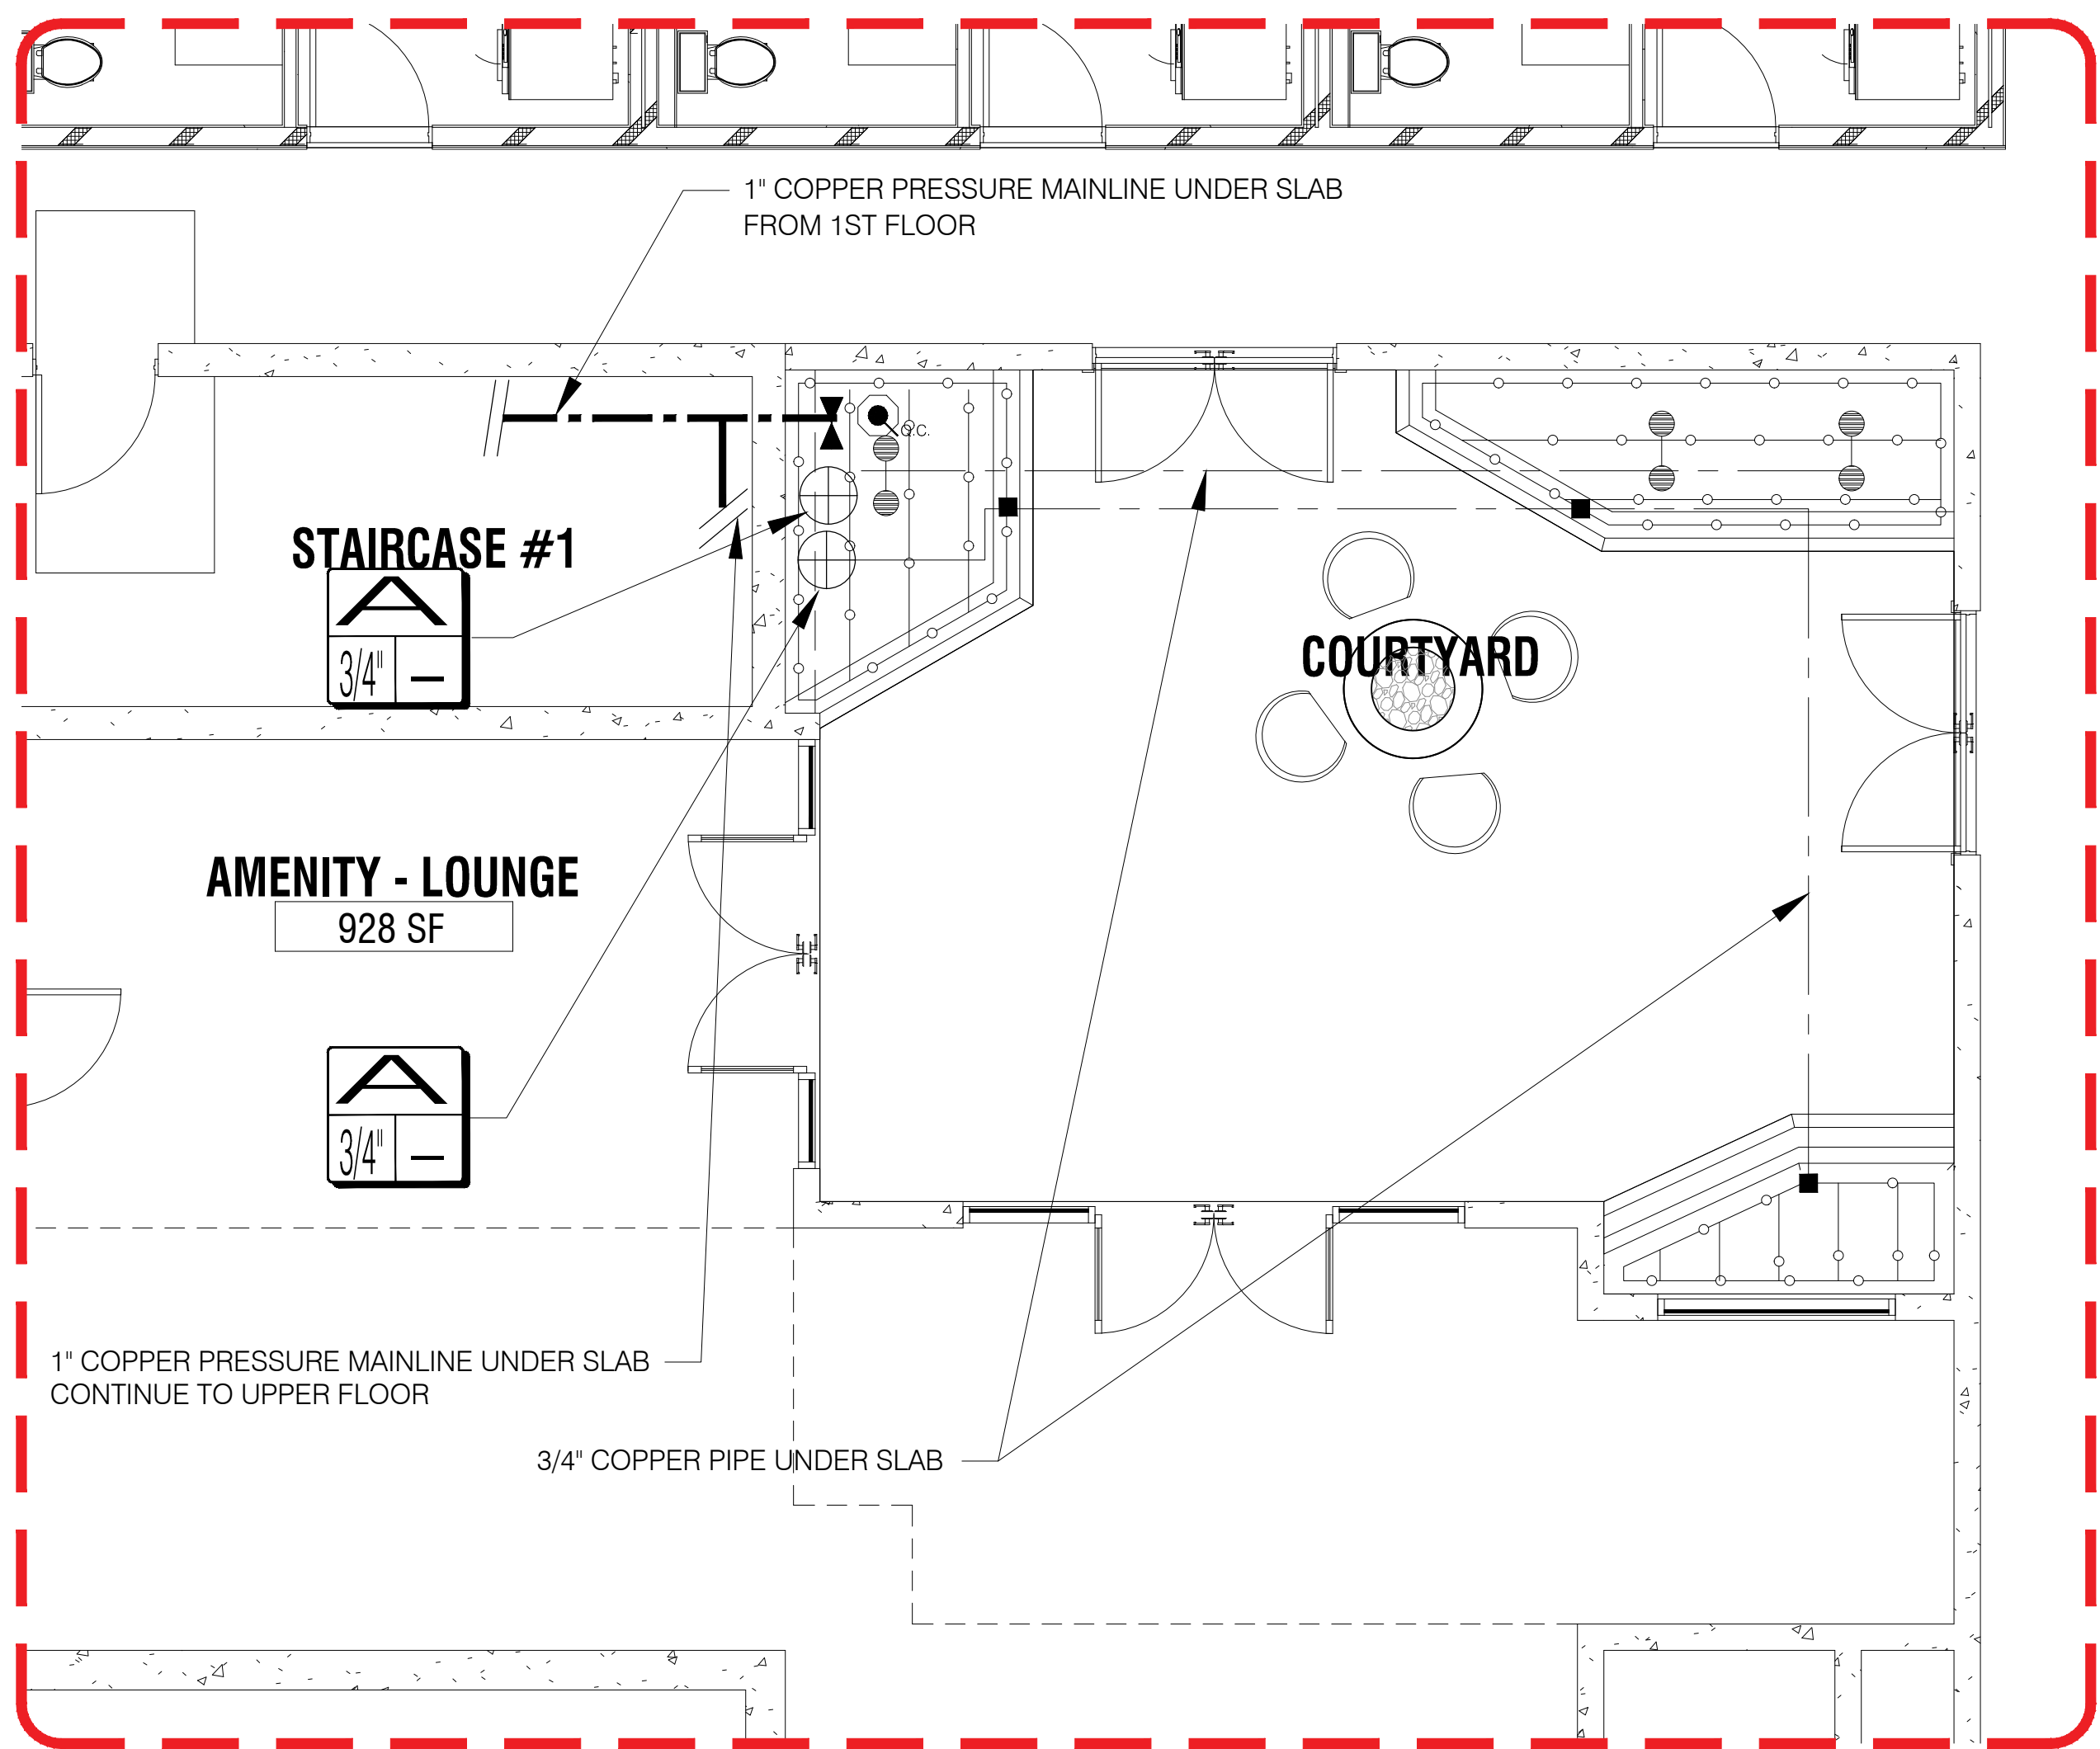 1" COPPER PRESSURE MAINLINE UNDER SLAB
FROM 1ST FLOOR
Q.C.
STAIRCASE #1
A
3/4" –
COURTYARD
AMENITY - LOUNGE
928 SF
A
3/4" –
1" COPPER PRESSURE MAINLINE UNDER SLAB
CONTINUE TO UPPER FLOOR
3/4" COPPER PIPE UNDER SLAB